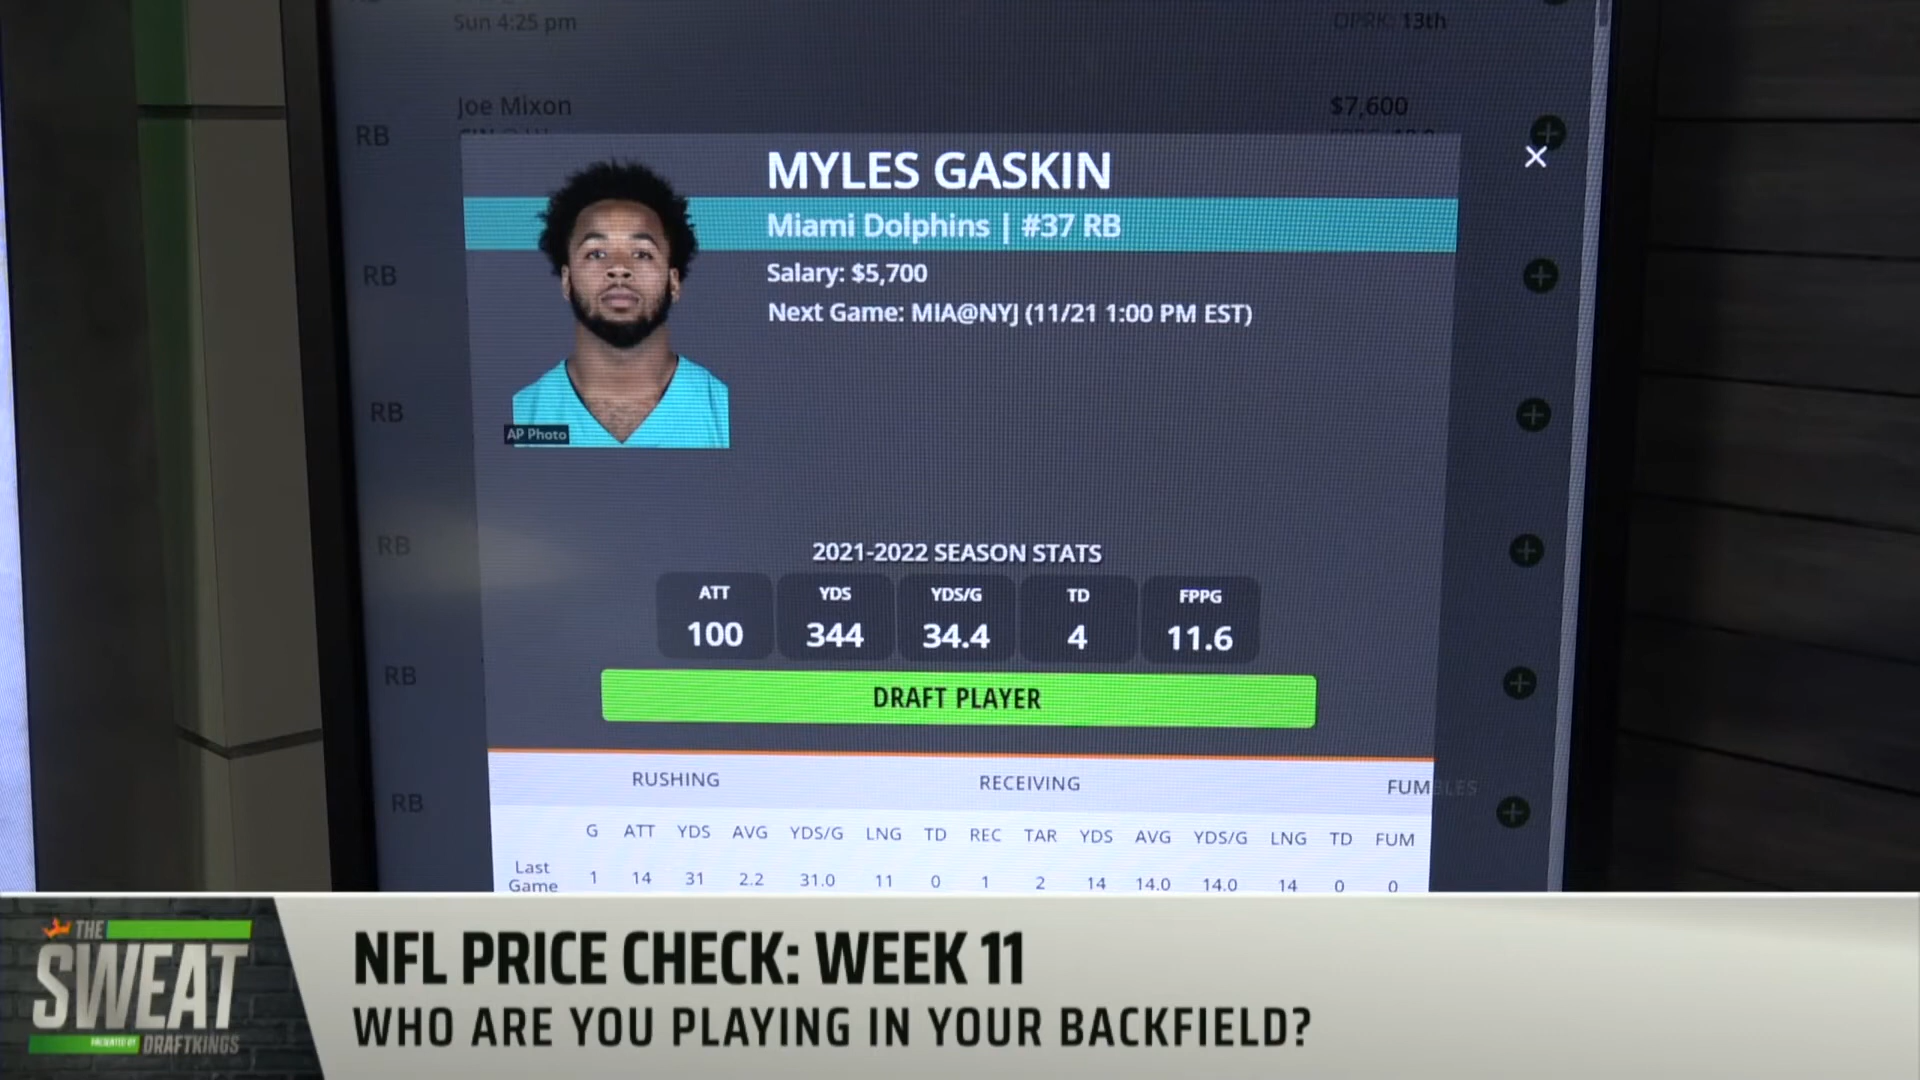 Sun 4:25 pm
OPRK: 13th
Joe Mixon
$7,600
RB
MYLES GASKIN
Miami Dolphins | #37 RB
Salary: $5,700
Next Game: MIA@NYJ (11/21 1:00 PM EST)
AP Photo
RB
RB
RB
RB
RB
2021-2022 SEASON STATS
ATT YDS YDS/G TD FPPG
100 344 34.4 4 11.6
DRAFT PLAYER
RUSHING RECEIVING FUMBLES
G ATT YDS AVG YDS/G LNG TD REC TAR YDS AVG YDS/G LNG TD FUM
Last Game 1 14 31 2.2 31.0 11 0 1 2 14 14.0 14.0 14 0 0
THE
SWEAT
PRESENTED BY DRAFTKINGS
NFL PRICE CHECK: WEEK 11
WHO ARE YOU PLAYING IN YOUR BACKFIELD?